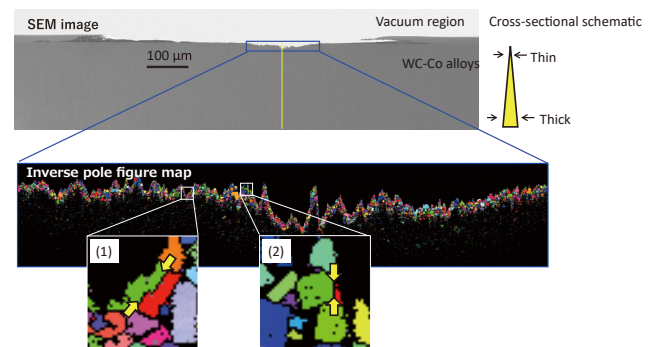 SEM image
Vacuum region
Cross-sectional schematic
100 μm
WC-Co alloys
Thin
Thick
Inverse pole figure map
(1)
(2)